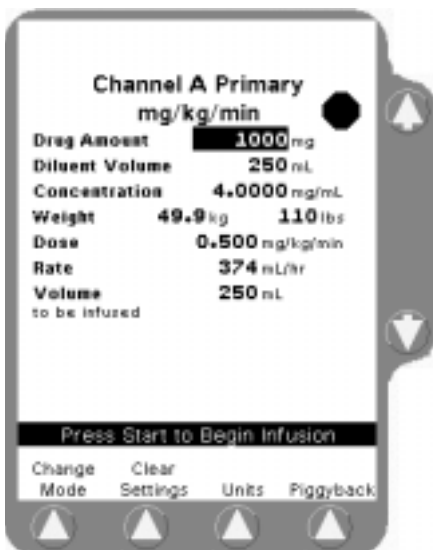 Channel A Primary
mg/kg/min
Drug Amount 1000 mg
Diluent Volume 250 mL
Concentration 4.0000 mg/mL
Weight 49.9 kg 110 lbs
Dose 0.500 mg/kg/min
Rate 374 mL/hr
Volume 250 mL
to be infused
Press Start to Begin Infusion
Change Clear
Mode Settings Units Piggyback